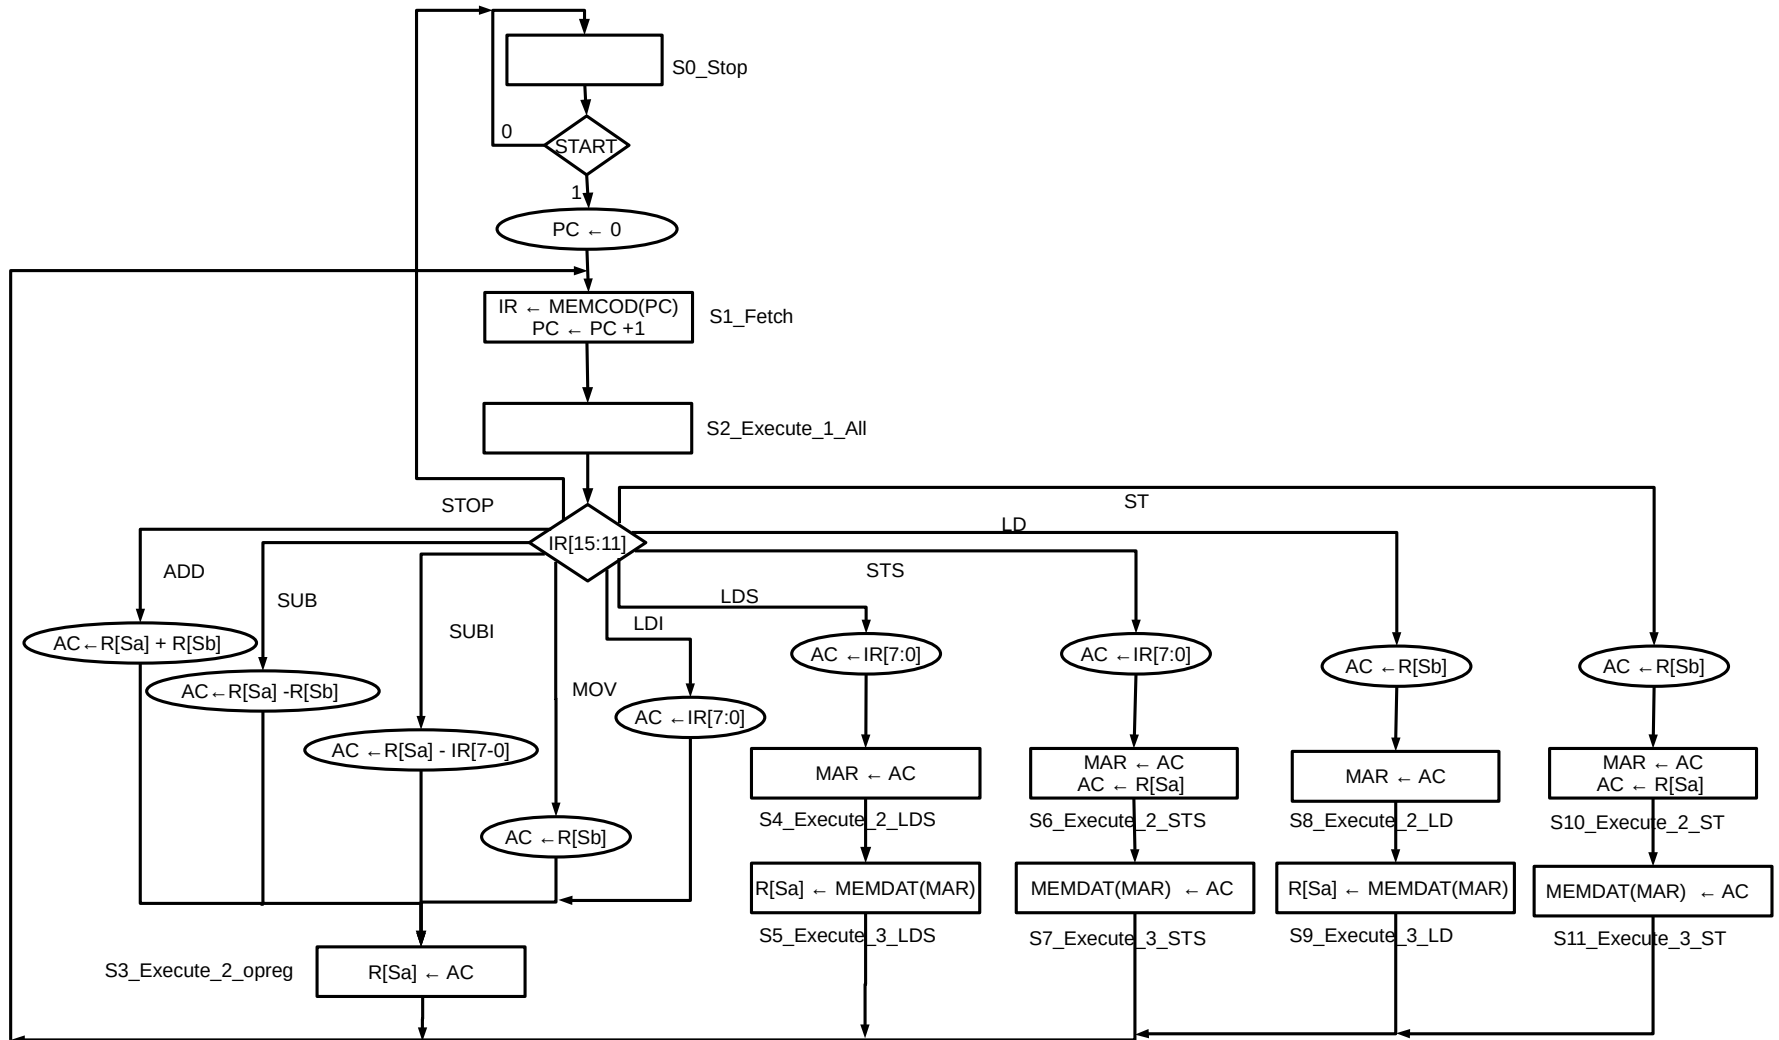 S0_Stop
0
START
1
PC ← 0
IR ← MEMCOD(PC)
PC ← PC +1
S1_Fetch
S2_Execute_1_All
STOP
ST
LD
IR[15:11]
ADD
STS
SUB
LDS
SUBI
LDI
AC←R[Sa] + R[Sb]
AC ←IR[7:0]
AC ←IR[7:0]
AC ←R[Sb]
AC ←R[Sb]
AC←R[Sa] -R[Sb]
MOV
AC ←IR[7:0]
AC ←R[Sa] - IR[7-0]
MAR ← AC
MAR ← AC
AC ← R[Sa]
MAR ← AC
MAR ← AC
AC ← R[Sa]
S4_Execute_2_LDS
S6_Execute_2_STS
S8_Execute_2_LD
S10_Execute_2_ST
AC ←R[Sb]
R[Sa] ← MEMDAT(MAR)
MEMDAT(MAR) ← AC
R[Sa] ← MEMDAT(MAR)
MEMDAT(MAR) ← AC
S5_Execute_3_LDS
S7_Execute_3_STS
S9_Execute_3_LD
S11_Execute_3_ST
S3_Execute_2_opreg
R[Sa] ← AC